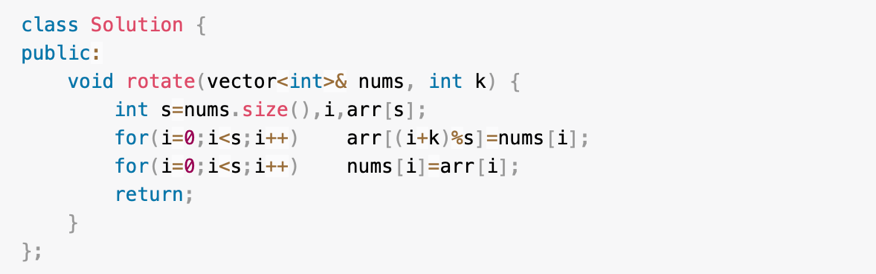 class Solution {
public:
    void rotate(vector<int>& nums, int k) {
        int s=nums.size(),i,arr[s];
        for(i=0;i<s;i++)    arr[(i+k)%s]=nums[i];
        for(i=0;i<s;i++)    nums[i]=arr[i];
        return;
    }
};